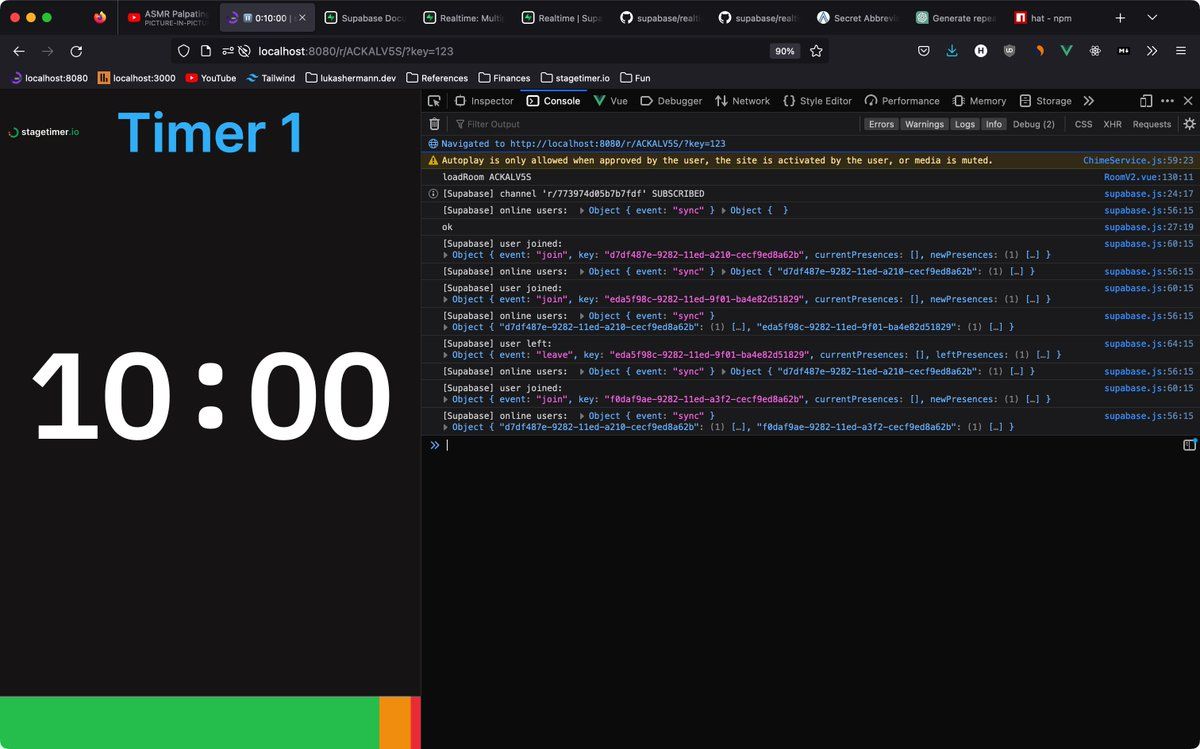 ASMR Palpating
PICTURE-IN-PICTU
0:10:00 |
Supabase Docu
Realtime: Multi
Realtime | Supa
supabase/realt
supabase/realt
Secret Abbrevi
Generate repea
hat - npm
localhost:8080/r/ACKALV5S/?key=123
90%
localhost:8080
localhost:3000
YouTube
Tailwind
lukashermann.dev
References
Finances
stagetimer.io
Fun
stagetimer.io
Timer 1
10:00
Inspector
Console
Vue
Debugger
Network
Style Editor
Performance
Memory
Storage
Filter Output
Errors
Warnings
Logs
Info
Debug (2)
CSS
XHR
Requests
Navigated to http://localhost:8080/r/ACKALV5S/?key=123
Autoplay is only allowed when approved by the user, the site is activated by the user, or media is muted. ChimeService.js:59:23
loadRoom ACKALV5S RoomV2.vue:130:11
[Supabase] channel 'r/773974d05b7b7fdf' SUBSCRIBED supabase.js:24:17
[Supabase] online users: Object { event: "sync" } Object { } supabase.js:56:15
ok supabase.js:27:19
[Supabase] user joined: supabase.js:60:15
Object { event: "join", key: "d7df487e-9282-11ed-a210-cecf9ed8a62b", currentPresences: [], newPresences: (1) […] }
[Supabase] online users: Object { event: "sync" } Object { "d7df487e-9282-11ed-a210-cecf9ed8a62b": (1) […] } supabase.js:56:15
[Supabase] user joined: supabase.js:60:15
Object { event: "join", key: "eda5f98c-9282-11ed-9f01-ba4e82d51829", currentPresences: [], newPresences: (1) […] }
[Supabase] online users: Object { event: "sync" } supabase.js:56:15
Object { "d7df487e-9282-11ed-a210-cecf9ed8a62b": (1) […], "eda5f98c-9282-11ed-9f01-ba4e82d51829": (1) […] }
[Supabase] user left: supabase.js:64:15
Object { event: "leave", key: "eda5f98c-9282-11ed-9f01-ba4e82d51829", currentPresences: [], leftPresences: (1) […] }
[Supabase] online users: Object { event: "sync" } Object { "d7df487e-9282-11ed-a210-cecf9ed8a62b": (1) […] } supabase.js:56:15
[Supabase] user joined: supabase.js:60:15
Object { event: "join", key: "f0daf9ae-9282-11ed-a3f2-cecf9ed8a62b", currentPresences: [], newPresences: (1) […] }
[Supabase] online users: Object { event: "sync" } supabase.js:56:15
Object { "d7df487e-9282-11ed-a210-cecf9ed8a62b": (1) […], "f0daf9ae-9282-11ed-a3f2-cecf9ed8a62b": (1) […] }